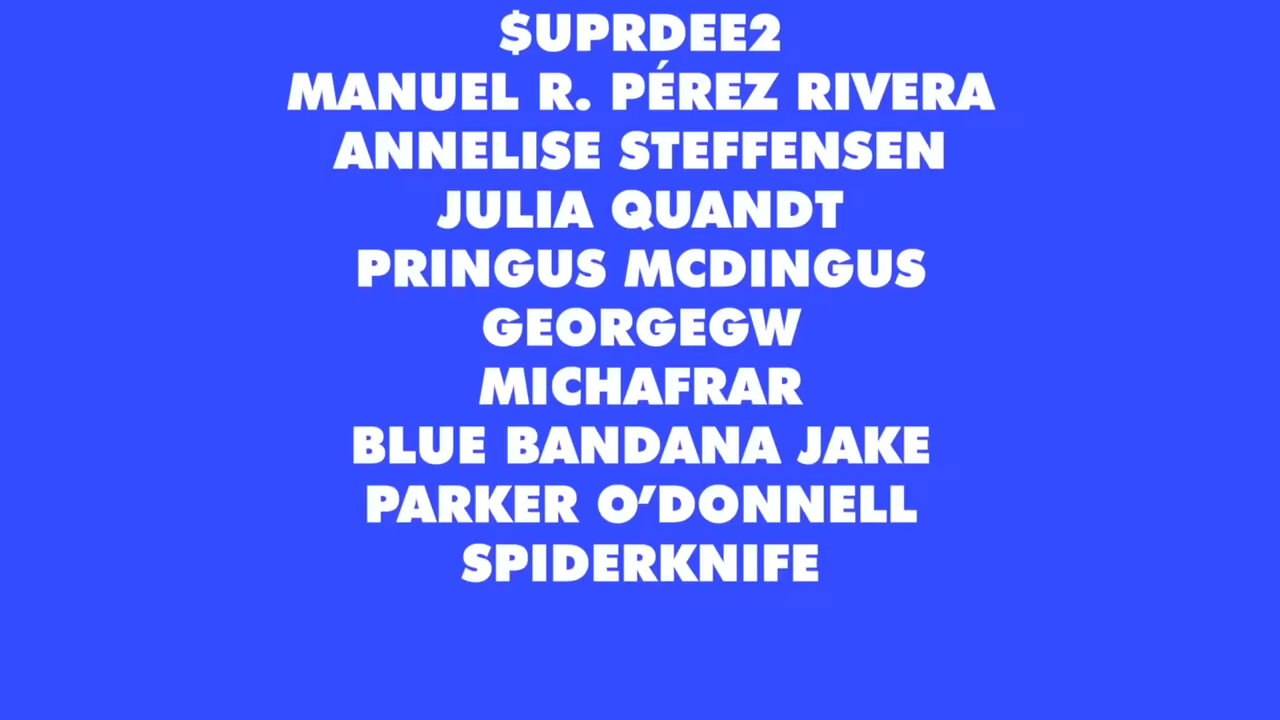 $UPRDEE2
MANUEL R. PÉREZ RIVERA
ANNELISE STEFFENSEN
JULIA QUANDT
PRINGUS MCDINGUS
GEORGEGW
MICHAFRAR
BLUE BANDANA JAKE
PARKER O’DONNELL
SPIDERKNIFE